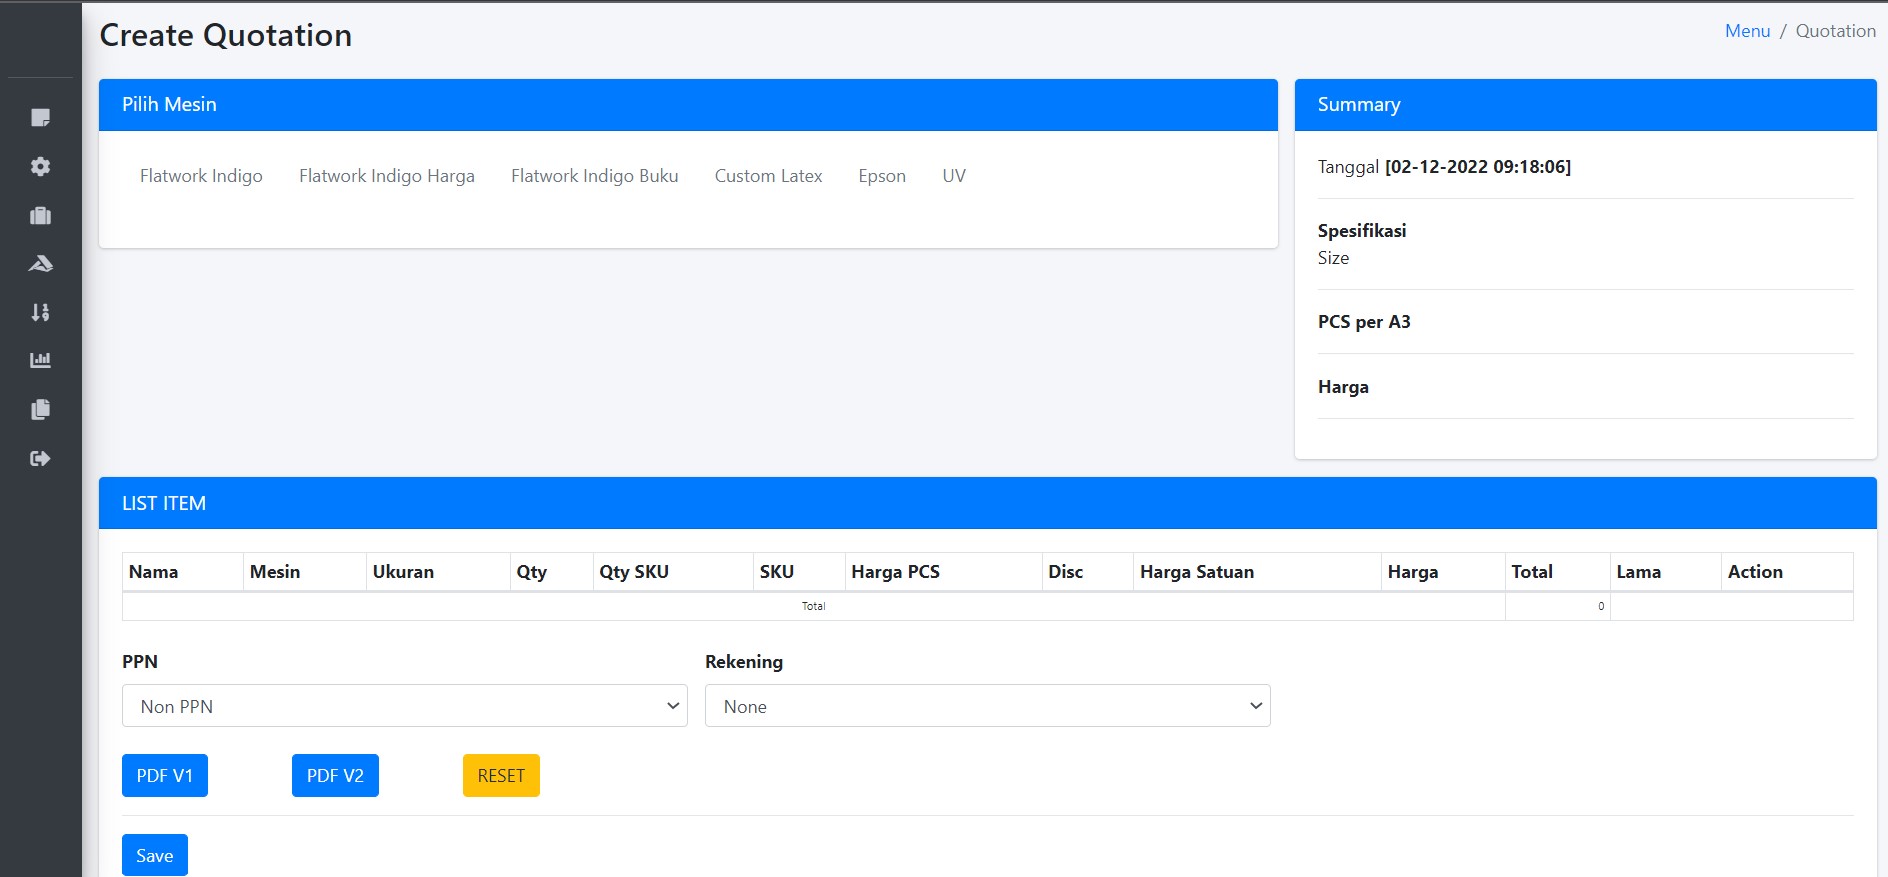 Create Quotation
Menu / Quotation
Pilih Mesin
Flatwork Indigo Flatwork Indigo Harga Flatwork Indigo Buku Custom Latex Epson UV
Summary
Tanggal [02-12-2022 09:18:06]
Spesifikasi
Size
PCS per A3
Harga
LIST ITEM
Nama Mesin Ukuran Qty Qty SKU SKU Harga PCS Disc Harga Satuan Harga Total Lama Action
Total 0
PPN Rekening
Non PPN None
PDF V1 PDF V2 RESET
Save